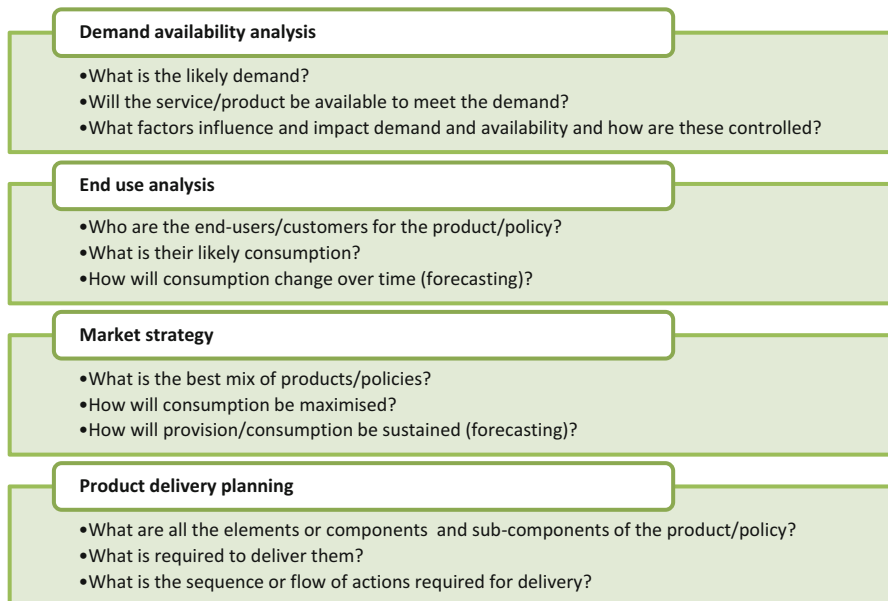 Demand availability analysis
•What is the likely demand?
•Will the service/product be available to meet the demand?
•What factors influence and impact demand and availability and how are these controlled?
End use analysis
•Who are the end-users/customers for the product/policy?
•What is their likely consumption?
•How will consumption change over time (forecasting)?
Market strategy
•What is the best mix of products/policies?
•How will consumption be maximised?
•How will provision/consumption be sustained (forecasting)?
Product delivery planning
•What are all the elements or components and sub-components of the product/policy?
•What is required to deliver them?
•What is the sequence or flow of actions required for delivery?